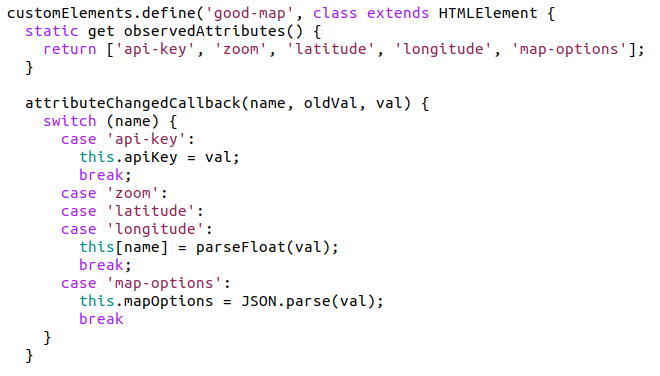 customElements.define('good-map', class extends HTMLElement {
  static get observedAttributes() {
    return ['api-key', 'zoom', 'latitude', 'longitude', 'map-options'];
  }

  attributeChangedCallback(name, oldVal, val) {
    switch (name) {
      case 'api-key':
        this.apiKey = val;
        break;
      case 'zoom':
      case 'latitude':
      case 'longitude':
        this[name] = parseFloat(val);
        break;
      case 'map-options':
        this.mapOptions = JSON.parse(val);
        break
    }
  }